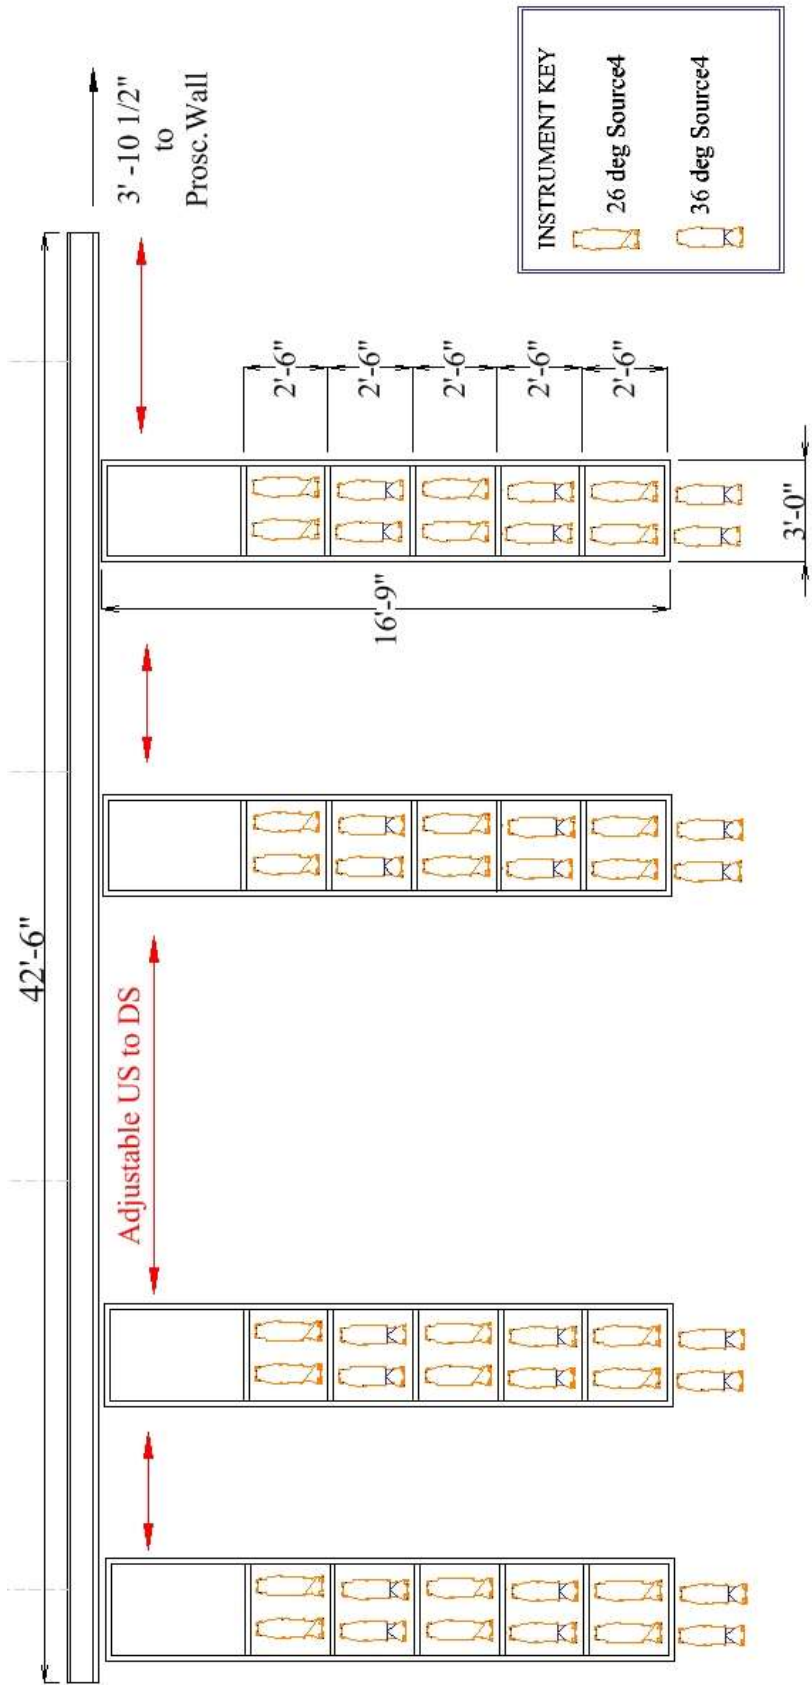 42'-6"
3' -10 1/2"
to
Prosc.Wall
Adjustable US to DS
2'-6"
2'-6"
2'-6"
2'-6"
2'-6"
16'-9"
3'-0"
INSTRUMENT KEY
26 deg Source4
36 deg Source4